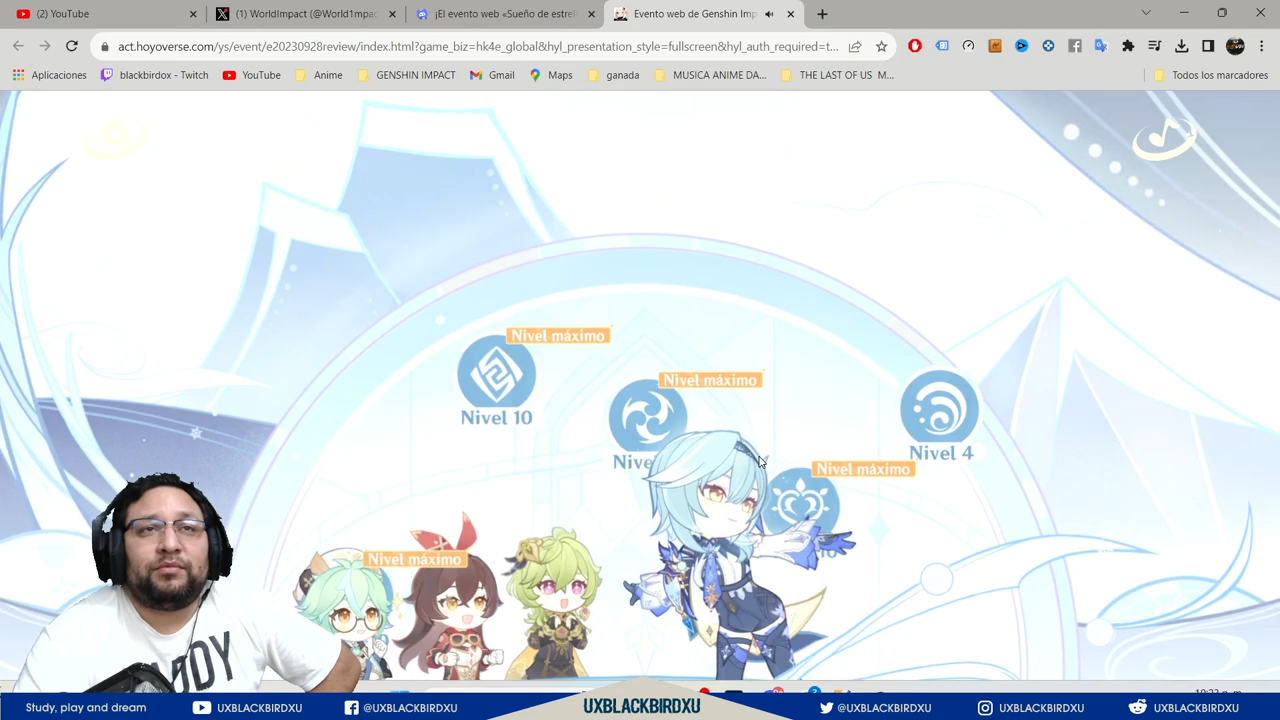 (2) YouTube
(1) WorldImpact (@World1mpac
¡El evento web «Sueño de estrel
Evento web de Genshin Imp
act.hoyoverse.com/ys/event/e20230928review/index.html?game_biz=hk4e_global&hyl_presentation_style=fullscreen&hyl_auth_required=t...
Aplicaciones
blackbirdox - Twitch
YouTube
Anime
GENSHIN IMPACT
Gmail
Maps
ganada
MUSICA ANIME DA...
THE LAST OF US M...
Todos los marcadores
Nivel máximo
Nivel 10
Nivel máximo
Nive
Nivel 4
Nivel máximo
Nivel máximo
Study, play and dream
UXBLACKBIRDXU
@UXBLACKBIRDXU
UXBLACKBIRDXU
@UXBLACKBIRDXU
UXBLACKBIRDXU
UXBLACKBIRDXU